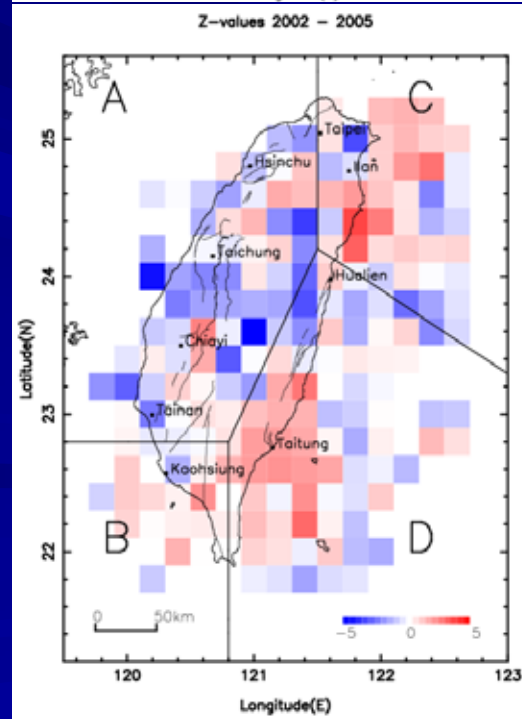 Z-values 2002 - 2005
A
C
25
Taipei
Hsinchu
Ilan
Taichung
24
Hualien
Chiayi
Latitude(N)
23
Tainan
Taitung
Kaohsiung
B
D
22
0 50km
-5 0 5
120 121 122 123
Longitude(E)